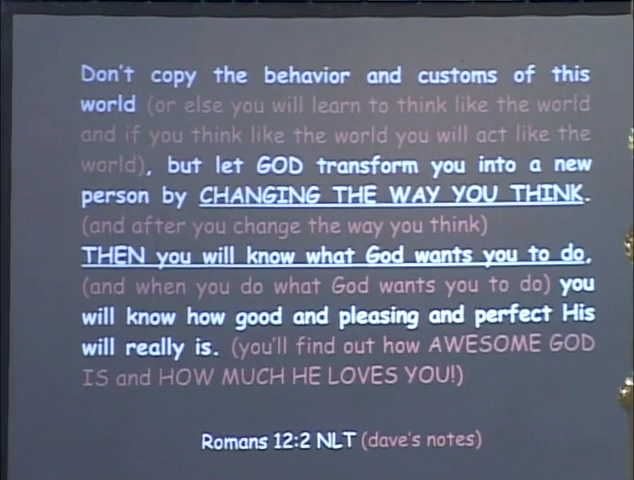 Don't copy the behavior and customs of this
world (or else you will learn to think like the world
and if you think like the world you will act like the
world), but let GOD transform you into a new
person by CHANGING THE WAY YOU THINK.
(and after you change the way you think)
THEN you will know what God wants you to do,
(and when you do what God wants you to do) you
will know how good and pleasing and perfect His
will really is. (you'll find out how AWESOME GOD
IS and HOW MUCH HE LOVES YOU!)
Romans 12:2 NLT (dave's notes)